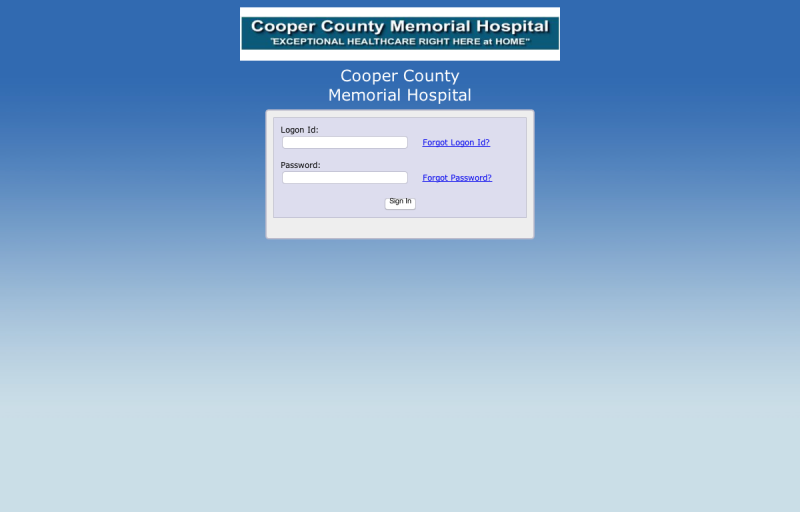 Cooper County Memorial Hospital
"EXCEPTIONAL HEALTHCARE RIGHT HERE at HOME"
Cooper County
Memorial Hospital
Logon Id:
Forgot Logon Id?
Password:
Forgot Password?
Sign In